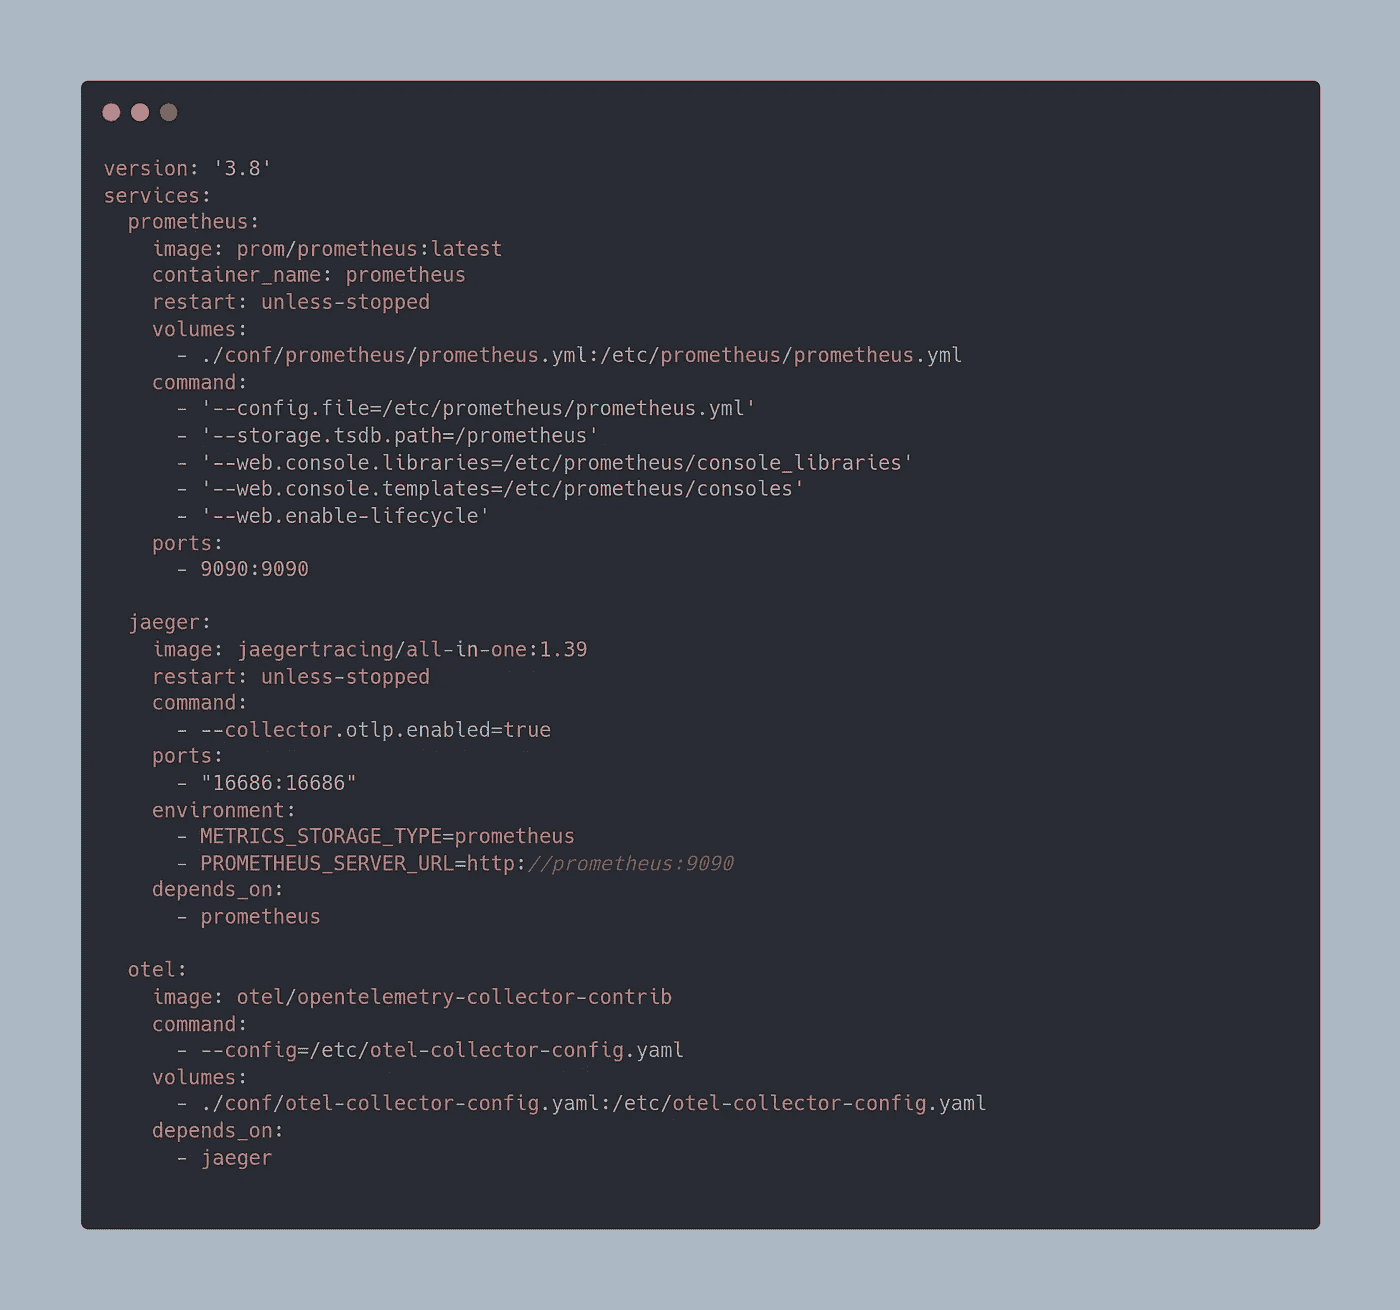 version: '3.8'
services:
  prometheus:
    image: prom/prometheus:latest
    container_name: prometheus
    restart: unless-stopped
    volumes:
      - ./conf/prometheus/prometheus.yml:/etc/prometheus/prometheus.yml
    command:
      - '--config.file=/etc/prometheus/prometheus.yml'
      - '--storage.tsdb.path=/prometheus'
      - '--web.console.libraries=/etc/prometheus/console_libraries'
      - '--web.console.templates=/etc/prometheus/consoles'
      - '--web.enable-lifecycle'
    ports:
      - 9090:9090

  jaeger:
    image: jaegertracing/all-in-one:1.39
    restart: unless-stopped
    command:
      - --collector.otlp.enabled=true
    ports:
      - "16686:16686"
    environment:
      - METRICS_STORAGE_TYPE=prometheus
      - PROMETHEUS_SERVER_URL=http://prometheus:9090
    depends_on:
      - prometheus

  otel:
    image: otel/opentelemetry-collector-contrib
    command:
      - --config=/etc/otel-collector-config.yaml
    volumes:
      - ./conf/otel-collector-config.yaml:/etc/otel-collector-config.yaml
    depends_on:
      - jaeger